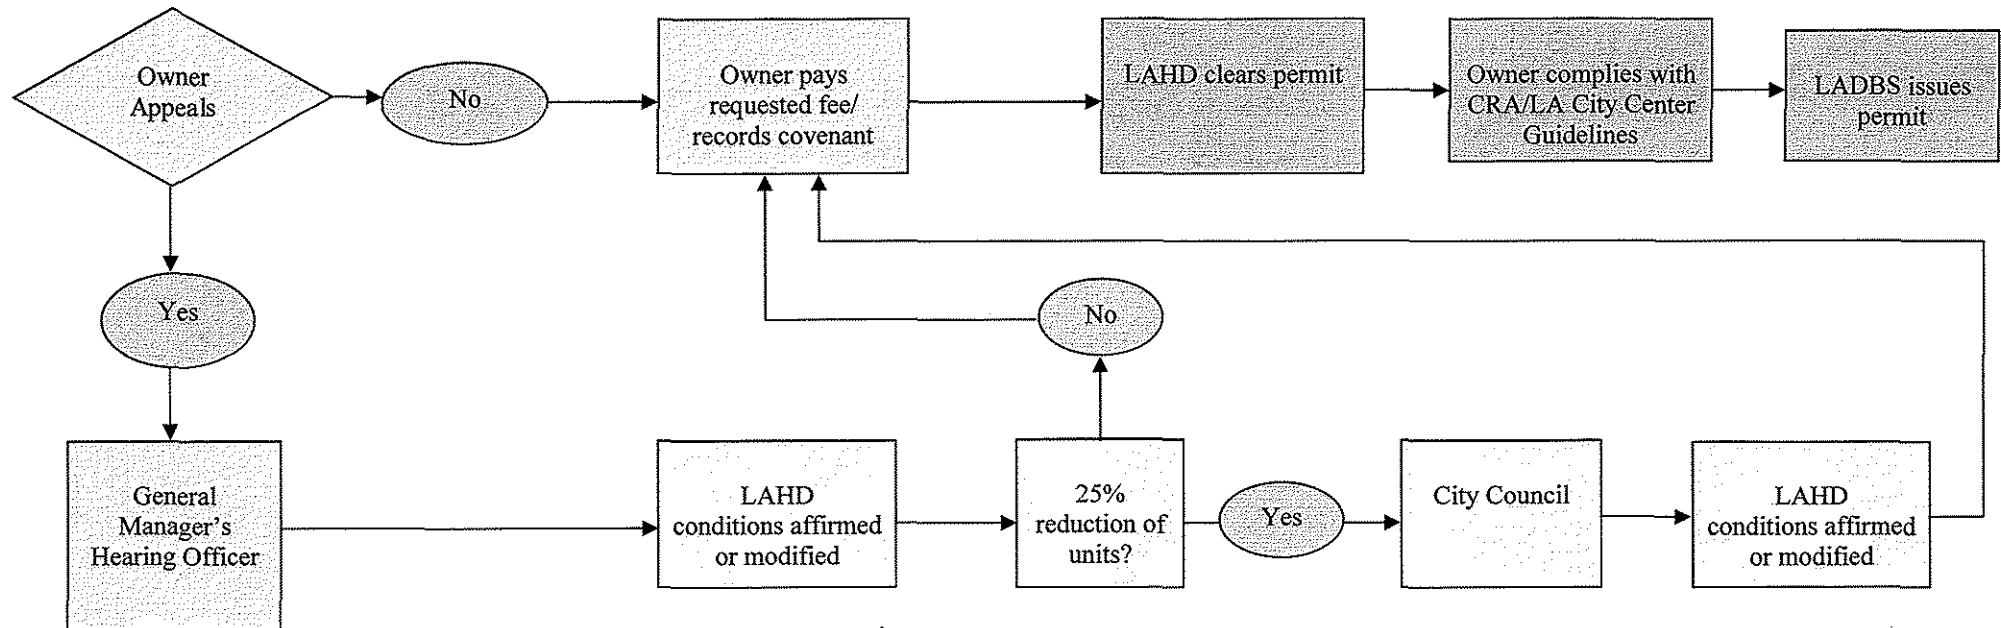 Owner
Appeals
No
Owner pays
requested fee/
records covenant
LAHD clears permit
Owner complies with
CRA/LA City Center
Guidelines
LADBS issues
permit
Yes
No
General
Manager's
Hearing Officer
LAHD
conditions affirmed
or modified
25%
reduction of
units?
Yes
City Council
LAHD
conditions affirmed
or modified